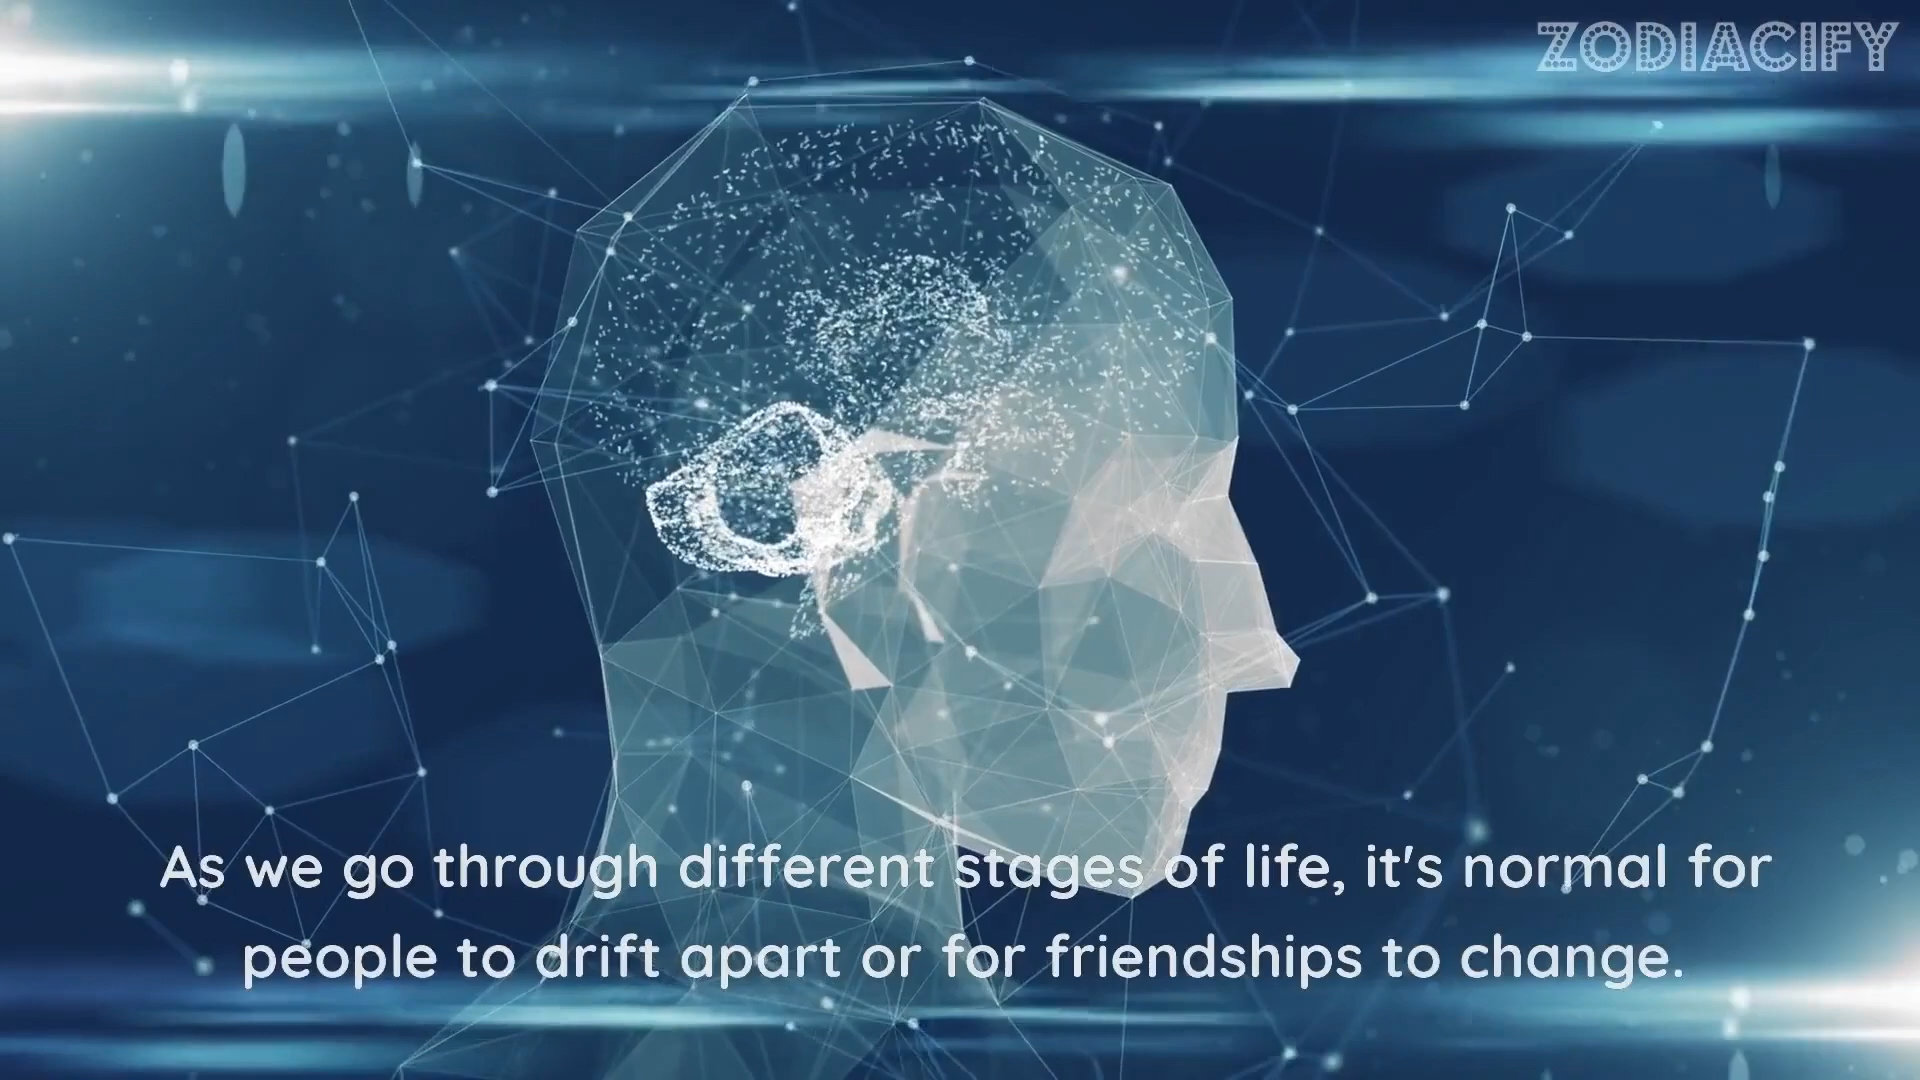 ZODIACIFY
As we go through different stages of life, it's normal for
people to drift apart or for friendships to change.